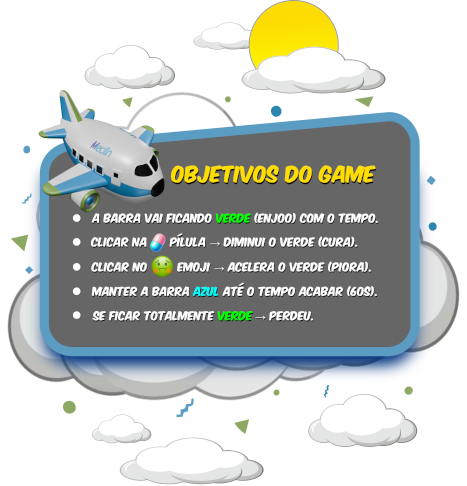 Meclin
OBJETIVOS DO GAME
A BARRA VAI FICANDO VERDE (ENJOO) COM O TEMPO.
CLICAR NA PÍLULA → DIMINUI O VERDE (CURA).
CLICAR NO EMOJI → ACELERA O VERDE (PIORA).
MANTER A BARRA AZUL ATÉ O TEMPO ACABAR (60S).
SE FICAR TOTALMENTE VERDE → PERDEU.